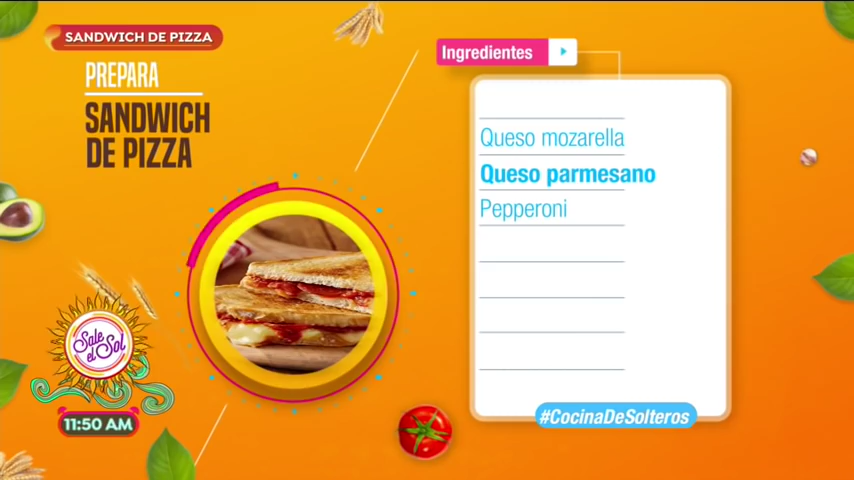 SANDWICH DE PIZZA
PREPARA
SANDWICH
DE PIZZA
Ingredientes
Queso mozarella
Queso parmesano
Pepperoni
Sale
el Sol
11:50 AM
#CocinaDeSolteros